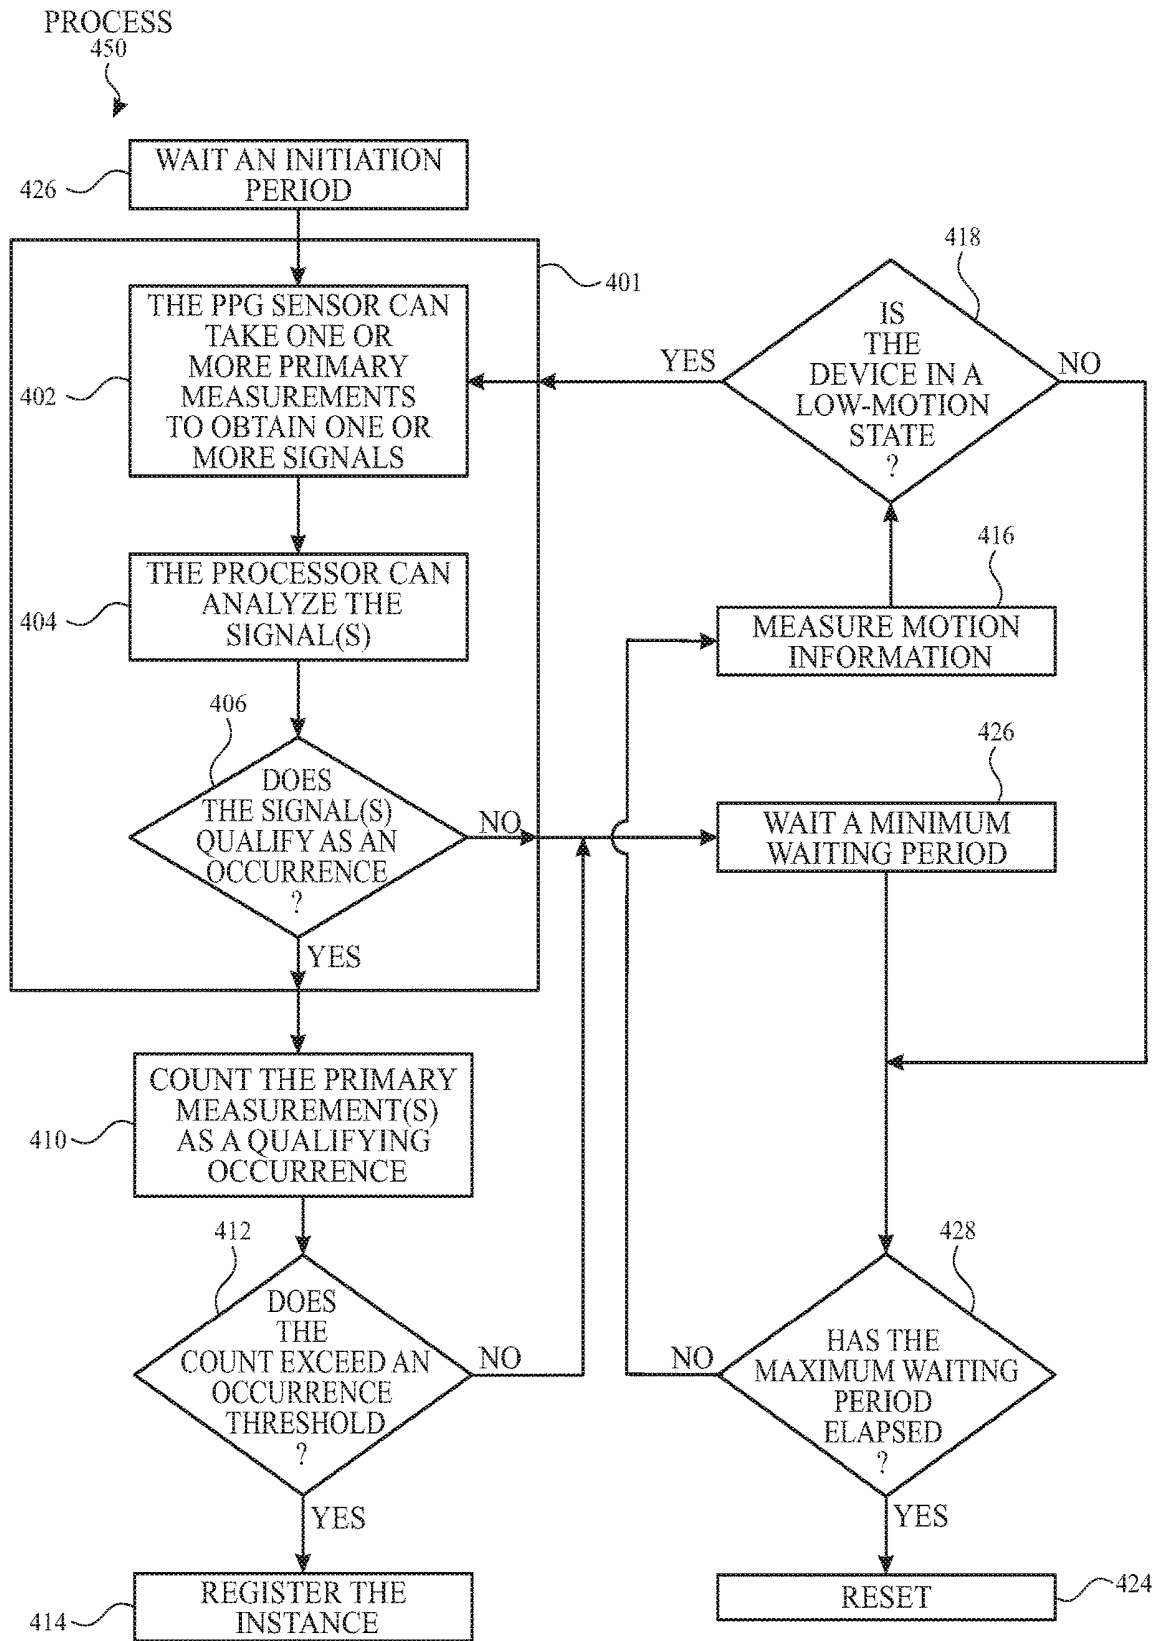 PROCESS
450
WAIT AN INITIATION
PERIOD
426
401
THE PPG SENSOR CAN
TAKE ONE OR
MORE PRIMARY
MEASUREMENTS
TO OBTAIN ONE OR
MORE SIGNALS
402
THE PROCESSOR CAN
ANALYZE THE
SIGNAL(S)
404
406
DOES
THE SIGNAL(S)
QUALIFY AS AN
OCCURRENCE
?
NO
YES
COUNT THE PRIMARY
MEASUREMENT(S)
AS A QUALIFYING
OCCURRENCE
410
412
DOES
THE
COUNT EXCEED AN
OCCURRENCE
THRESHOLD
?
NO
YES
REGISTER THE
INSTANCE
414
418
IS
THE
DEVICE IN A
LOW-MOTION
STATE
?
YES
NO
416
MEASURE MOTION
INFORMATION
426
WAIT A MINIMUM
WAITING PERIOD
428
HAS THE
MAXIMUM WAITING
PERIOD
ELAPSED
?
NO
YES
RESET
424